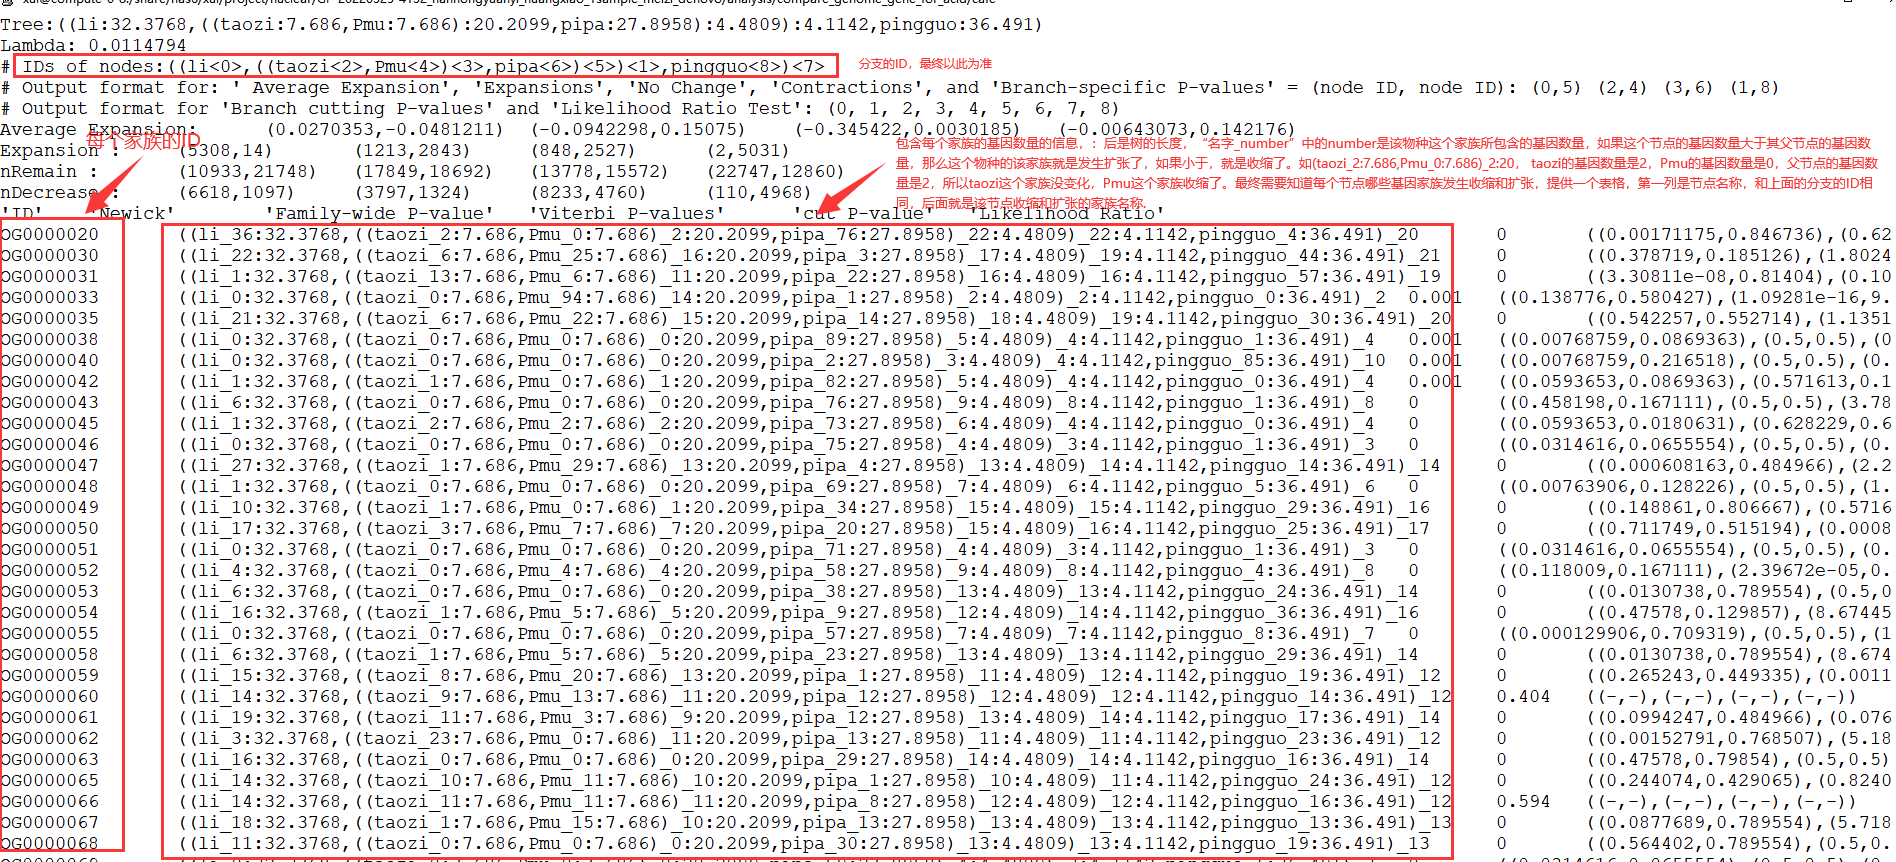 Tree:((li:32.3768,((taozi:7.686,Pmu:7.686):20.2099,pipa:27.8958):4.4809):4.1142,pingguo:36.491)
Lambda: 0.0114794
# IDs of nodes:((li<0>,((taozi<2>,Pmu<4>)<3>,pipa<6>)<5>)<1>,pingguo<8>)<7>
分支的ID，最终以此为准
# Output format for: ' Average Expansion', 'Expansions', 'No Change', 'Contractions', and 'Branch-specific P-values' = (node ID, node ID): (0,5) (2,4) (3,6) (1,8)
# Output format for 'Branch cutting P-values' and 'Likelihood Ratio Test': (0, 1, 2, 3, 4, 5, 6, 7, 8)
Average Expansion: (0.0270353,-0.0481211) (-0.0942298,0.15075) (-0.345422,0.0030185) (-0.00643073,0.142176)
每个家族的ID
Expansion : (5308,14) (1213,2843) (848,2527) (2,5031)
nRemain : (10933,21748) (17849,18692) (13778,15572) (22747,12860)
nDecrease : (6618,1097) (3797,1324) (8233,4760) (110,4968)
包含每个家族的基因数量的信息，：后是树的长度，“名字_number”中的number是该物种这个家族所包含的基因数量，如果这个节点的基因数量大于其父节点的基因数
量，那么这个物种的该家族就是发生扩张了，如果小于，就是收缩了。如(taozi_2:7.686,Pmu_0:7.686)_2:20， taozi的基因数量是2，Pmu的基因数量是0，父节点的基因数
量是2，所以taozi这个家族没变化，Pmu这个家族收缩了。最终需要知道每个节点哪些基因家族发生收缩和扩张，提供一个表格，第一列是节点名称，和上面的分支的ID相
同，后面就是该节点收缩和扩张的家族名称.
'ID' 'Newick' 'Family-wide P-value' 'Viterbi P-values' 'cut P-value' 'Likelihood Ratio'
OG0000020 ((li_36:32.3768,((taozi_2:7.686,Pmu_0:7.686)_2:20.2099,pipa_76:27.8958)_22:4.4809)_22:4.1142,pingguo_4:36.491)_20 0 ((0.00171175,0.846736),(0.62
OG0000030 ((li_22:32.3768,((taozi_6:7.686,Pmu_25:7.686)_16:20.2099,pipa_3:27.8958)_17:4.4809)_19:4.1142,pingguo_44:36.491)_21 0 ((0.378719,0.185126),(1.8024
OG0000031 ((li_1:32.3768,((taozi_13:7.686,Pmu_6:7.686)_11:20.2099,pipa_22:27.8958)_16:4.4809)_16:4.1142,pingguo_57:36.491)_19 0 ((3.30811e-08,0.81404),(0.10
OG0000033 ((li_0:32.3768,((taozi_0:7.686,Pmu_94:7.686)_14:20.2099,pipa_1:27.8958)_2:4.4809)_2:4.1142,pingguo_0:36.491)_2 0.001 ((0.138776,0.580427),(1.09281e-16,9.
OG0000035 ((li_21:32.3768,((taozi_6:7.686,Pmu_22:7.686)_15:20.2099,pipa_14:27.8958)_18:4.4809)_19:4.1142,pingguo_30:36.491)_20 0 ((0.542257,0.552714),(1.1351
OG0000038 ((li_0:32.3768,((taozi_0:7.686,Pmu_0:7.686)_0:20.2099,pipa_89:27.8958)_5:4.4809)_4:4.1142,pingguo_1:36.491)_4 0.001 ((0.00768759,0.0869363),(0.5,0.5),(0
OG0000040 ((li_0:32.3768,((taozi_0:7.686,Pmu_0:7.686)_0:20.2099,pipa_2:27.8958)_3:4.4809)_4:4.1142,pingguo_85:36.491)_10 0.001 ((0.00768759,0.216518),(0.5,0.5),(0.
OG0000042 ((li_1:32.3768,((taozi_1:7.686,Pmu_0:7.686)_1:20.2099,pipa_82:27.8958)_5:4.4809)_4:4.1142,pingguo_0:36.491)_4 0.001 ((0.0593653,0.0869363),(0.571613,0.1
OG0000043 ((li_6:32.3768,((taozi_0:7.686,Pmu_0:7.686)_0:20.2099,pipa_76:27.8958)_9:4.4809)_8:4.1142,pingguo_1:36.491)_8 0 ((0.458198,0.167111),(0.5,0.5),(3.78
OG0000045 ((li_1:32.3768,((taozi_2:7.686,Pmu_2:7.686)_2:20.2099,pipa_73:27.8958)_6:4.4809)_4:4.1142,pingguo_0:36.491)_4 0 ((0.0593653,0.0180631),(0.628229,0.6
OG0000046 ((li_0:32.3768,((taozi_0:7.686,Pmu_0:7.686)_0:20.2099,pipa_75:27.8958)_4:4.4809)_3:4.1142,pingguo_1:36.491)_3 0 ((0.0314616,0.0655554),(0.5,0.5),(0.
OG0000047 ((li_27:32.3768,((taozi_1:7.686,Pmu_29:7.686)_13:20.2099,pipa_4:27.8958)_13:4.4809)_14:4.1142,pingguo_14:36.491)_14 0 ((0.000608163,0.484966),(2.2
OG0000048 ((li_1:32.3768,((taozi_0:7.686,Pmu_0:7.686)_0:20.2099,pipa_69:27.8958)_7:4.4809)_6:4.1142,pingguo_5:36.491)_6 0 ((0.00763906,0.128226),(0.5,0.5),(1.
OG0000049 ((li_10:32.3768,((taozi_1:7.686,Pmu_0:7.686)_1:20.2099,pipa_34:27.8958)_15:4.4809)_15:4.1142,pingguo_29:36.491)_16 0 ((0.148861,0.806667),(0.5716
OG0000050 ((li_17:32.3768,((taozi_3:7.686,Pmu_7:7.686)_7:20.2099,pipa_20:27.8958)_15:4.4809)_16:4.1142,pingguo_25:36.491)_17 0 ((0.711749,0.515194),(0.0008
OG0000051 ((li_0:32.3768,((taozi_0:7.686,Pmu_0:7.686)_0:20.2099,pipa_71:27.8958)_4:4.4809)_3:4.1142,pingguo_1:36.491)_3 0 ((0.0314616,0.0655554),(0.5,0.5),(0.
OG0000052 ((li_4:32.3768,((taozi_0:7.686,Pmu_4:7.686)_4:20.2099,pipa_58:27.8958)_9:4.4809)_8:4.1142,pingguo_4:36.491)_8 0 ((0.118009,0.167111),(2.39672e-05,0.
OG0000053 ((li_6:32.3768,((taozi_0:7.686,Pmu_0:7.686)_0:20.2099,pipa_38:27.8958)_13:4.4809)_13:4.1142,pingguo_24:36.491)_14 0 ((0.0130738,0.789554),(0.5,0
OG0000054 ((li_16:32.3768,((taozi_1:7.686,Pmu_5:7.686)_5:20.2099,pipa_9:27.8958)_12:4.4809)_14:4.1142,pingguo_36:36.491)_16 0 ((0.47578,0.129857),(8.67445
OG0000055 ((li_0:32.3768,((taozi_0:7.686,Pmu_0:7.686)_0:20.2099,pipa_57:27.8958)_7:4.4809)_7:4.1142,pingguo_8:36.491)_7 0 ((0.000129906,0.709319),(0.5,0.5),(1
OG0000058 ((li_6:32.3768,((taozi_1:7.686,Pmu_5:7.686)_5:20.2099,pipa_23:27.8958)_13:4.4809)_13:4.1142,pingguo_29:36.491)_14 0 ((0.0130738,0.789554),(8.674
OG0000059 ((li_15:32.3768,((taozi_8:7.686,Pmu_20:7.686)_13:20.2099,pipa_1:27.8958)_11:4.4809)_12:4.1142,pingguo_19:36.491)_12 0 ((0.265243,0.449335),(0.0011
OG0000060 ((li_14:32.3768,((taozi_9:7.686,Pmu_13:7.686)_11:20.2099,pipa_12:27.8958)_12:4.4809)_12:4.1142,pingguo_14:36.491)_12 0.404 ((-,-),(-,-),(-,-),(-,-))
OG0000061 ((li_19:32.3768,((taozi_11:7.686,Pmu_3:7.686)_9:20.2099,pipa_12:27.8958)_13:4.4809)_14:4.1142,pingguo_17:36.491)_14 0 ((0.0994247,0.484966),(0.076
OG0000062 ((li_3:32.3768,((taozi_23:7.686,Pmu_0:7.686)_11:20.2099,pipa_13:27.8958)_11:4.4809)_11:4.1142,pingguo_23:36.491)_12 0 ((0.00152791,0.768507),(5.18
OG0000063 ((li_16:32.3768,((taozi_0:7.686,Pmu_0:7.686)_0:20.2099,pipa_29:27.8958)_14:4.4809)_14:4.1142,pingguo_16:36.491)_14 0 ((0.47578,0.79854),(0.5,0.5)
OG0000065 ((li_14:32.3768,((taozi_10:7.686,Pmu_11:7.686)_10:20.2099,pipa_1:27.8958)_10:4.4809)_11:4.1142,pingguo_24:36.491)_12 0 ((0.244074,0.429065),(0.8240
OG0000066 ((li_14:32.3768,((taozi_11:7.686,Pmu_11:7.686)_11:20.2099,pipa_8:27.8958)_12:4.4809)_12:4.1142,pingguo_16:36.491)_12 0.594 ((-,-),(-,-),(-,-),(-,-))
OG0000067 ((li_18:32.3768,((taozi_1:7.686,Pmu_15:7.686)_10:20.2099,pipa_13:27.8958)_13:4.4809)_13:4.1142,pingguo_13:36.491)_13 0 ((0.0877689,0.789554),(5.718
OG0000068 ((li_11:32.3768,((taozi_0:7.686,Pmu_0:7.686)_0:20.2099,pipa_30:27.8958)_13:4.4809)_13:4.1142,pingguo_19:36.491)_13 0 ((0.564402,0.789554),(0.5,0